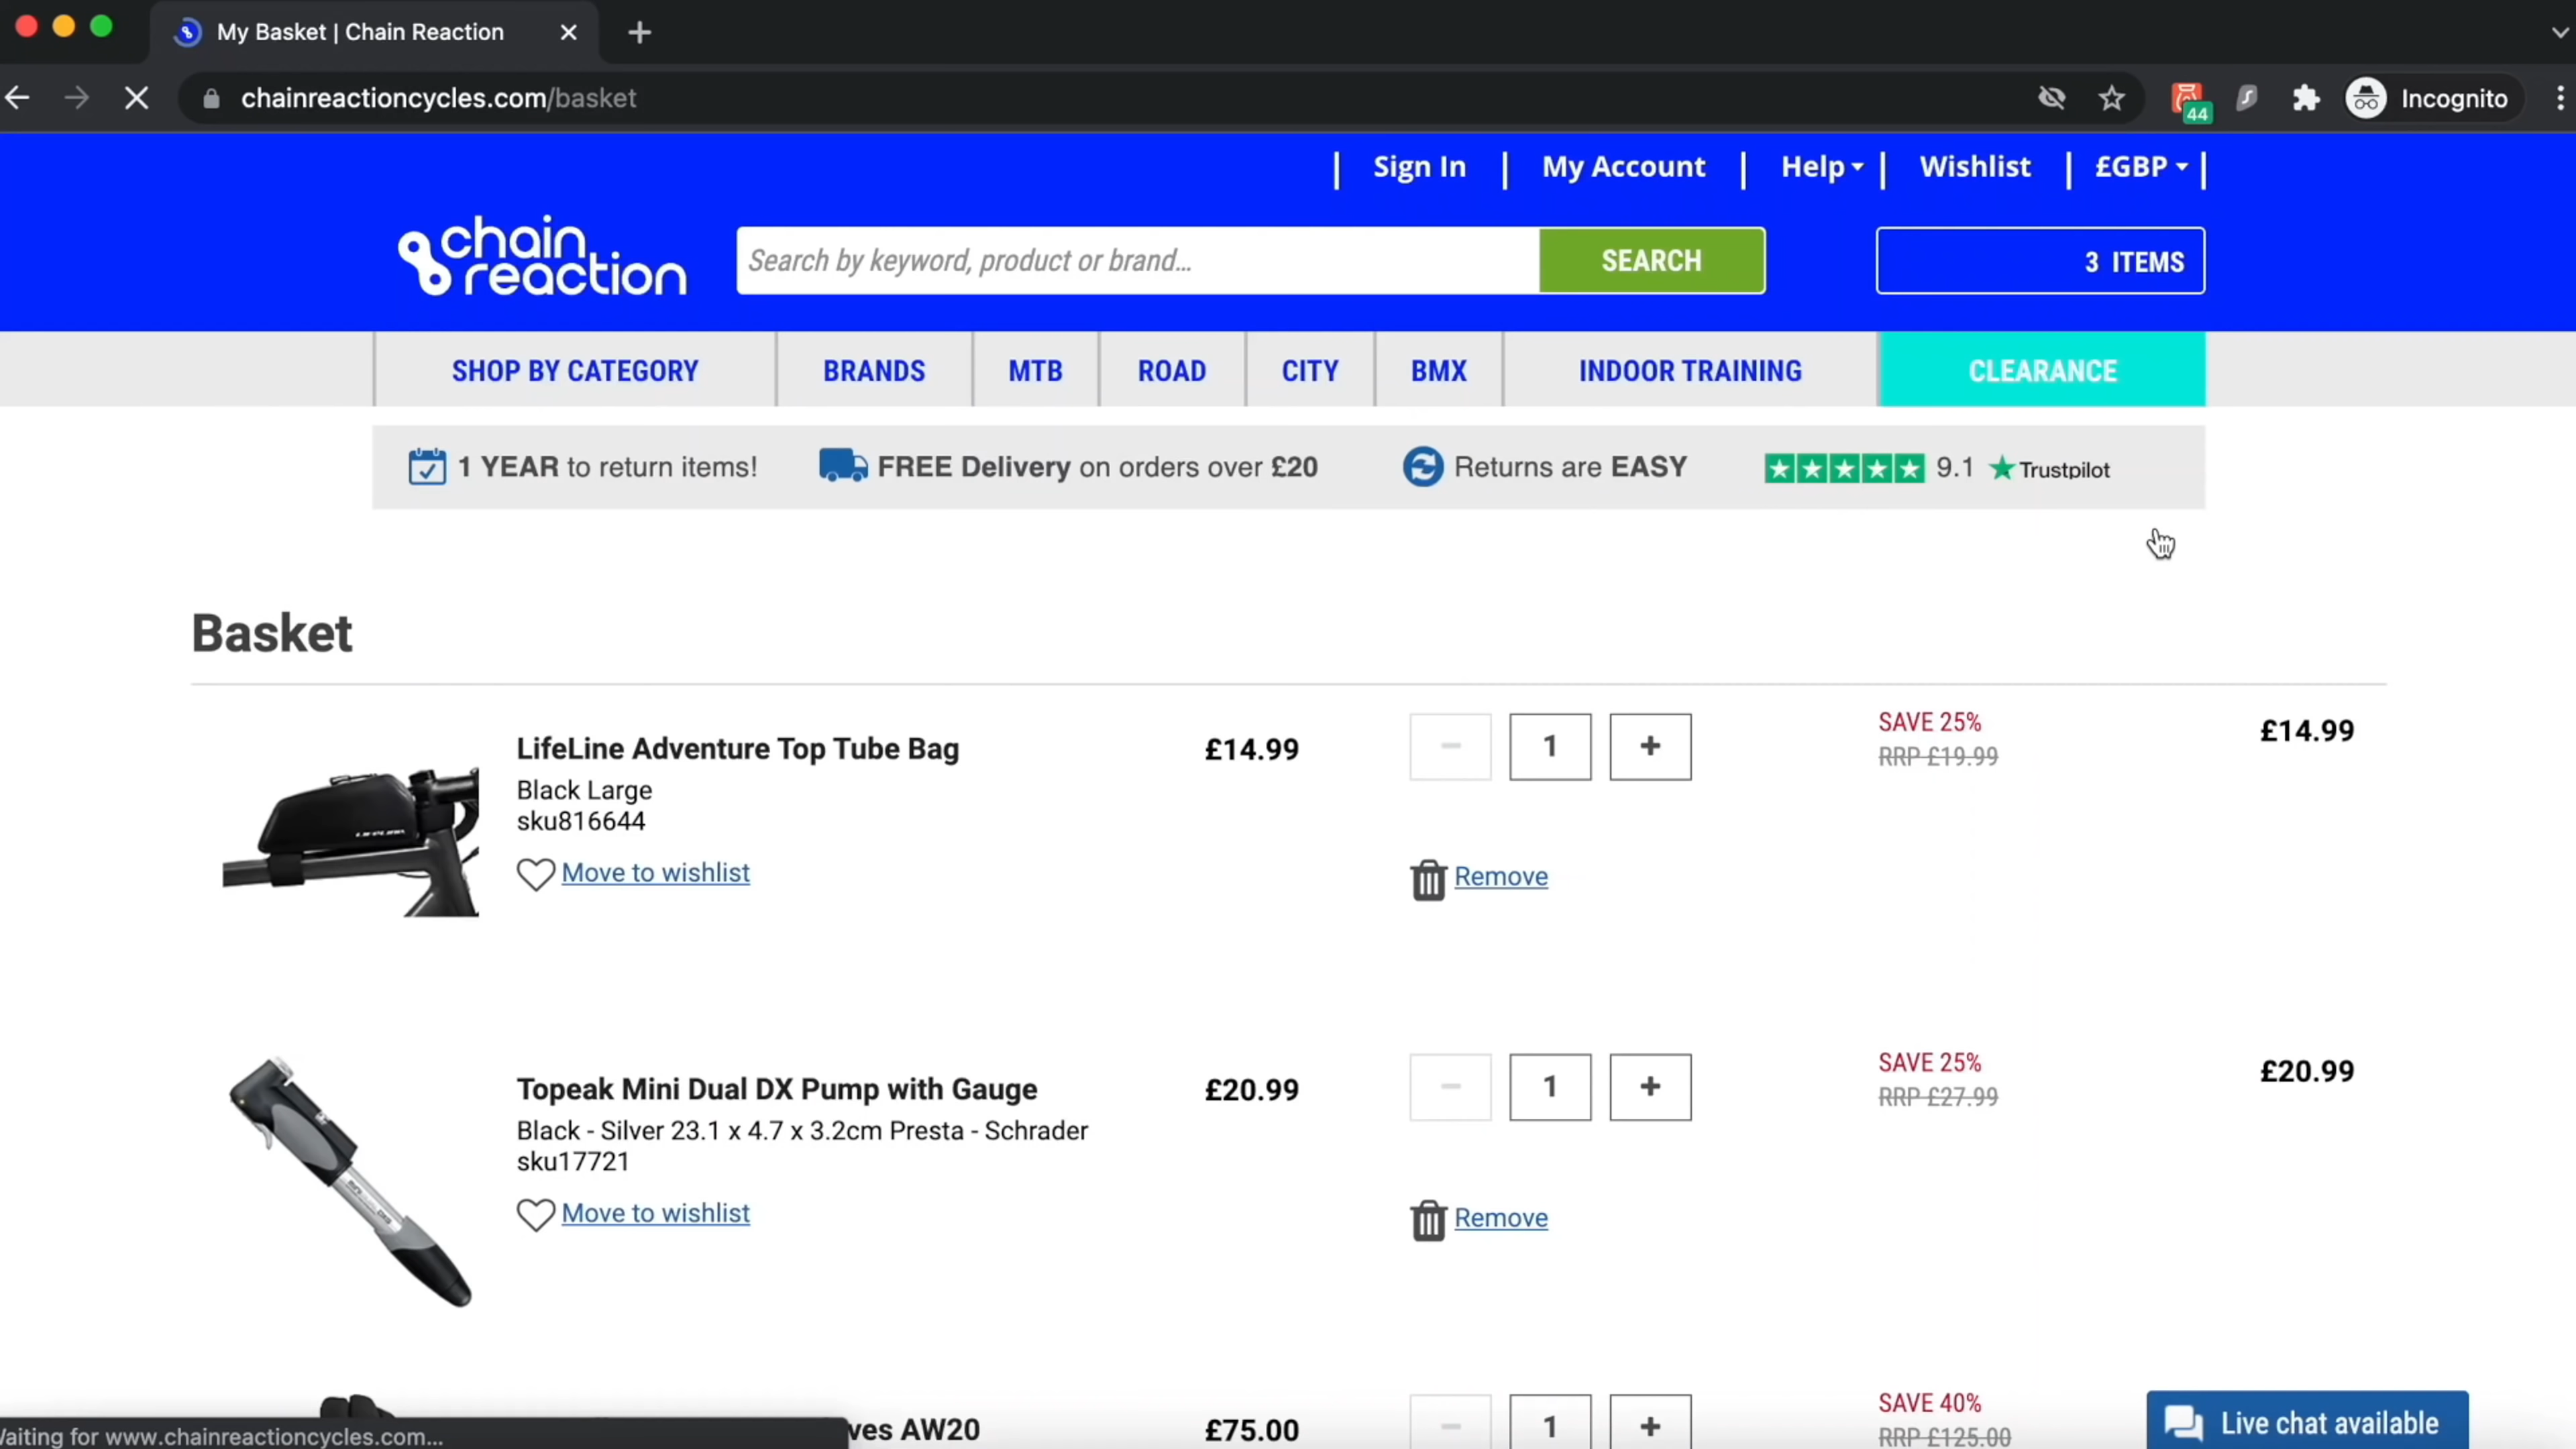 My Basket | Chain Reaction
chainreactioncycles.com/basket
44
Incognito
Sign In
My Account
Help
Wishlist
£GBP
chain
reaction
Search by keyword, product or brand...
SEARCH
3 ITEMS
SHOP BY CATEGORY
BRANDS
MTB
ROAD
CITY
BMX
INDOOR TRAINING
CLEARANCE
1 YEAR to return items!
FREE Delivery on orders over £20
Returns are EASY
9.1
Trustpilot
Basket
LifeLine Adventure Top Tube Bag
£14.99
1
SAVE 25%
RRP £19.99
£14.99
Black Large
sku816644
Move to wishlist
Remove
Topeak Mini Dual DX Pump with Gauge
£20.99
1
SAVE 25%
RRP £27.99
£20.99
Black - Silver 23.1 x 4.7 x 3.2cm Presta - Schrader
sku17721
Move to wishlist
Remove
ves AW20
£75.00
1
SAVE 40%
RRP £125.00
Live chat available
aiting for www.chainreactioncycles.com...